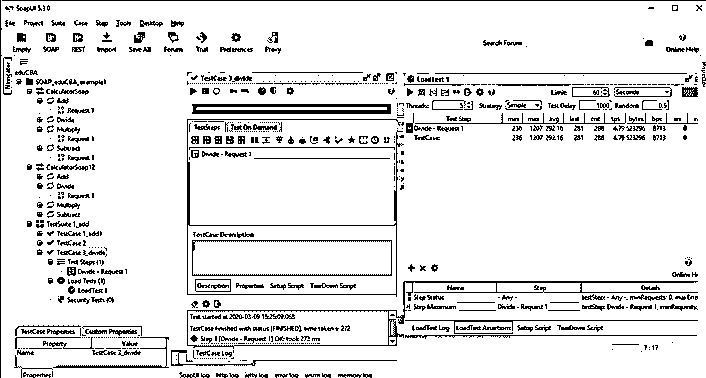 SoapUI 5.3.0
File Project Suite Case Step Tools Desktop Help
Empty SOAP REST Import Save All Forum Trial Preferences Proxy
Search Forum
Online Help
Navigator
eduCBA
SOAP_eduCBA_example1
CalculatorSoap
Add
Request 1
Divide
Multiply
Request 1
Subtract
Request 1
CalculatorSoap12
Add
Divide
Request 1
Multiply
Subtract
TestSuite 1_add
TestCase 1_add1
TestCase 2
TestCase 3_divide
Test Steps (1)
Divide - Request 1
Load Tests (1)
LoadTest 1
Security Tests (0)
TestCase Properties Custom Properties
Property Value
Name TestCase 3_divide
Properties
TestCase 3_divide
TestSteps Test On Demand
Divide - Request 1
TestCase Description
Description Properties Setup Script TearDown Script
Test started at 2020-03-09 15:25:09.068
TestCase finished with status [FINISHED], time taken = 272
Step 1 [Divide - Request 1] OK: took 272 ms
TestCase Log
SoapUI log http log jetty log error log wsrm log memory log
LoadTest 1
Limit: 60 Seconds
Threads: 5 Strategy Simple Test Delay 1000 Random 0.5
Test Step min max avg last cnt tps bytes bps err
Divide - Request 1 236 1207 292.16 281 288 4.79 523296 8713 0
TestCase: 236 1207 292.16 281 288 4.79 523296 8713 0
Online H
Name Step Details
Step Status - Any - testStep: - Any -, minRequests: 0, maxErro
Step Maximum Divide - Request 1 testStep: Divide - Request 1, minRequests
LoadTest Log LoadTest Assertions Setup Script TearDown Script
7 : 17